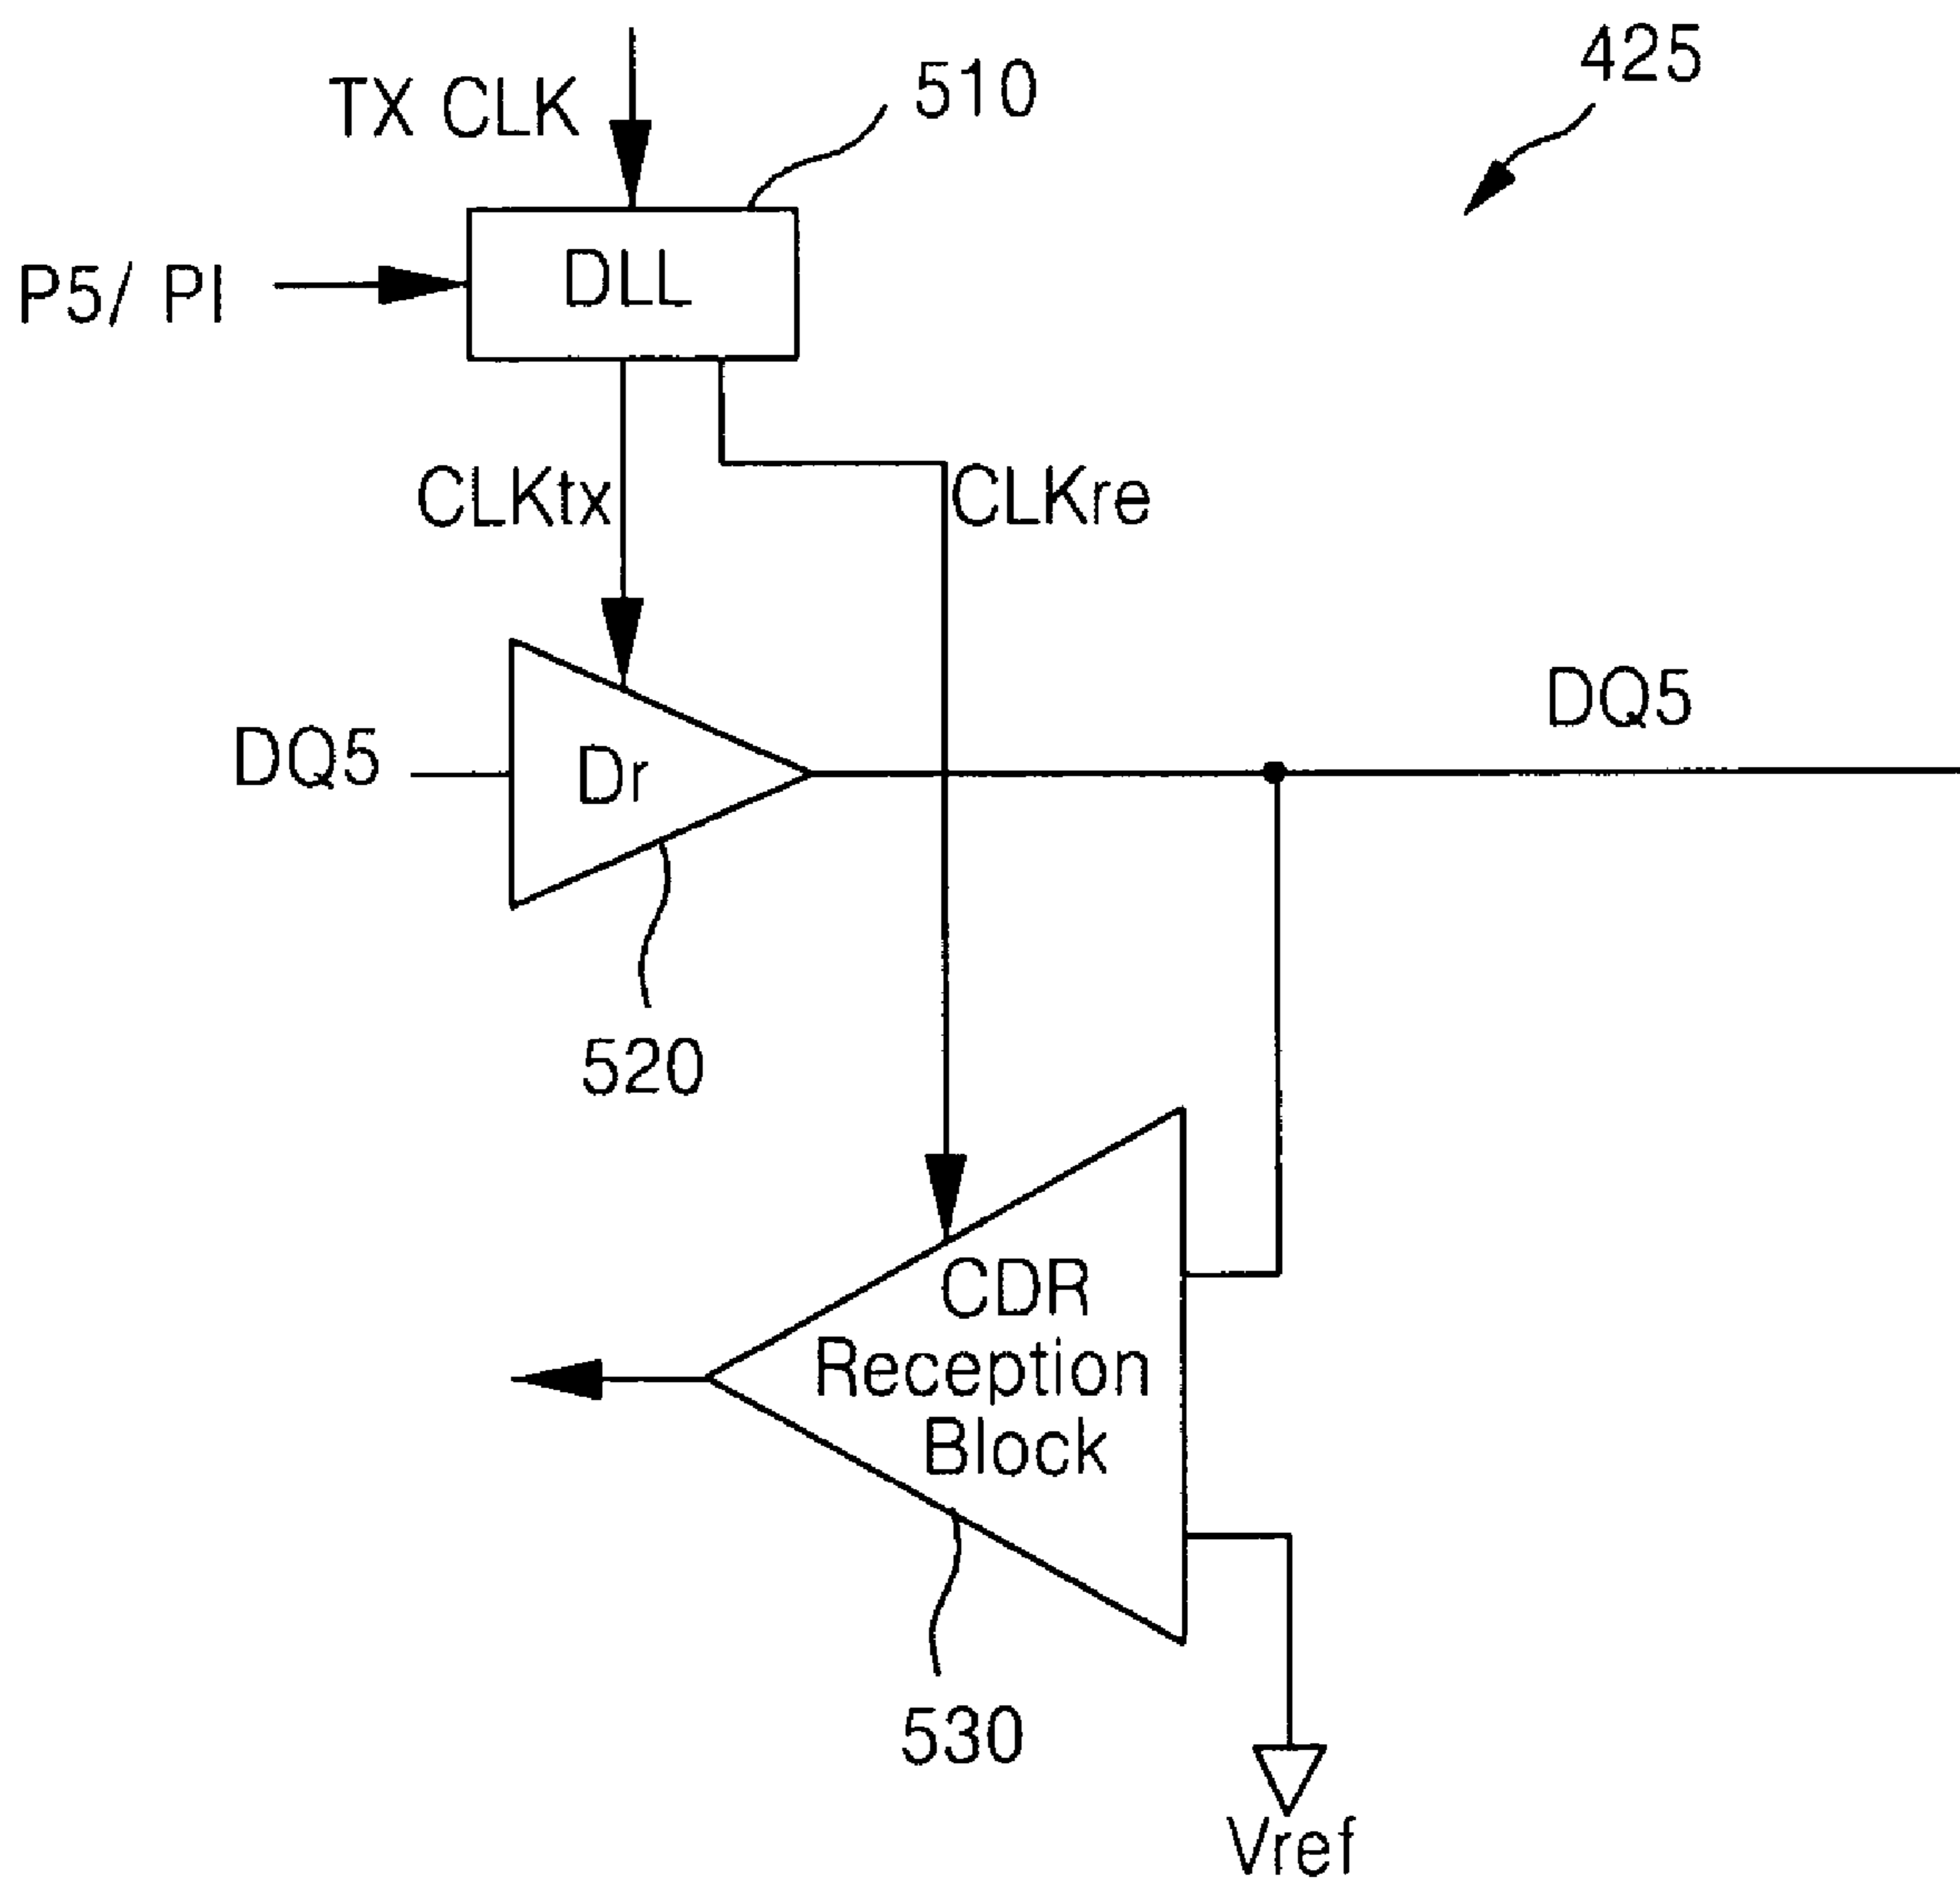 425
510
TX CLK
DLL
P5/ PI
CLKtx
CLKre
DQ5
DQ5
Dr
520
CDR
Reception
Block
530
Vref